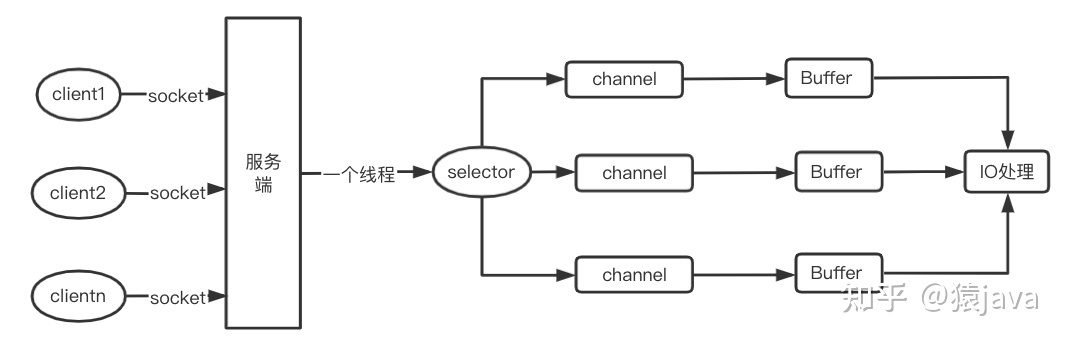 client1
socket
client2
socket
clientn
socket
服务
端
一个线程
selector
channel
Buffer
channel
Buffer
channel
Buffer
IO处理
知乎 @猿java